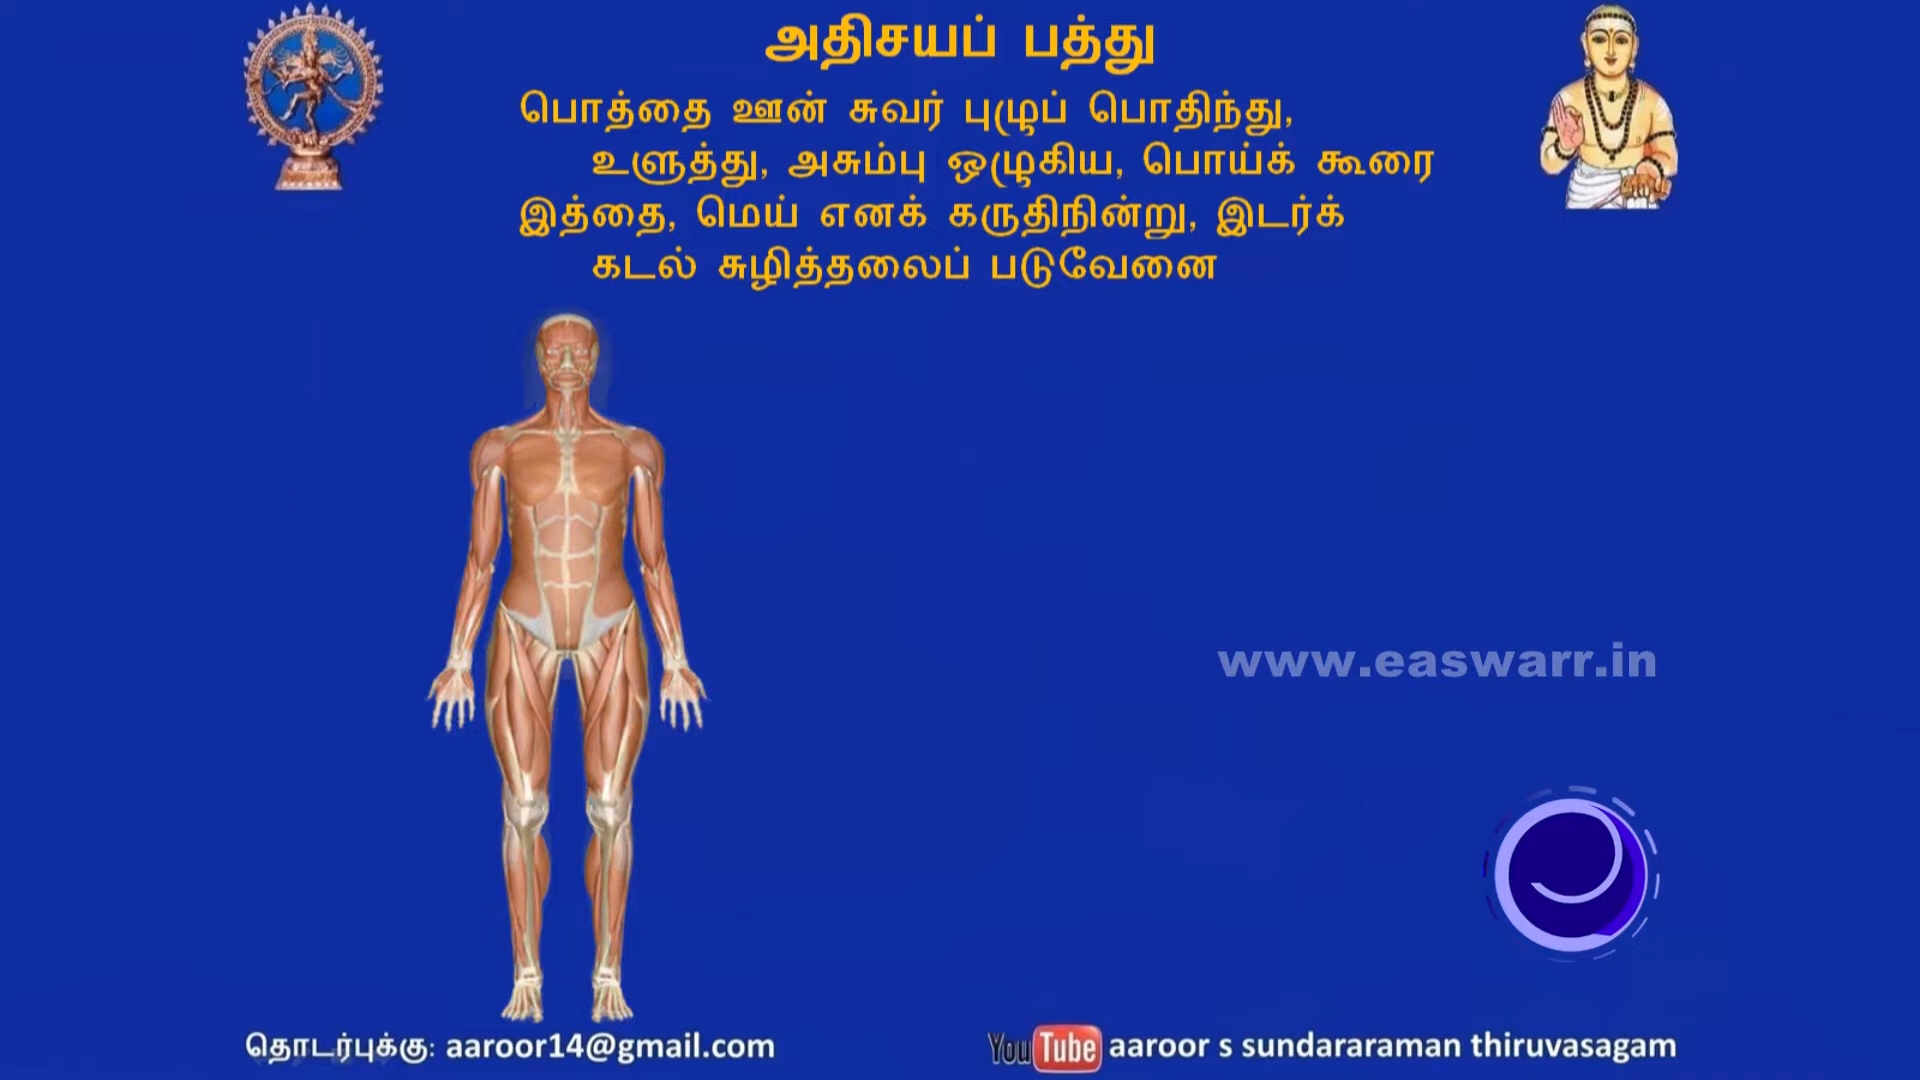 அதிசயப் பத்து
பொத்தை ஊன் சுவர் புழுப் பொதிந்து,
உளுத்து, அசும்பு ஒழுகிய, பொய்க் கூரை
இத்தை, மெய் எனக் கருதிநின்று, இடர்க்
கடல் சுழித்தலைப் படுவேனை
www.easwarr.in
தொடர்புக்கு: aaroor14@gmail.com
YouTube aaroor s sundararaman thiruvasagam